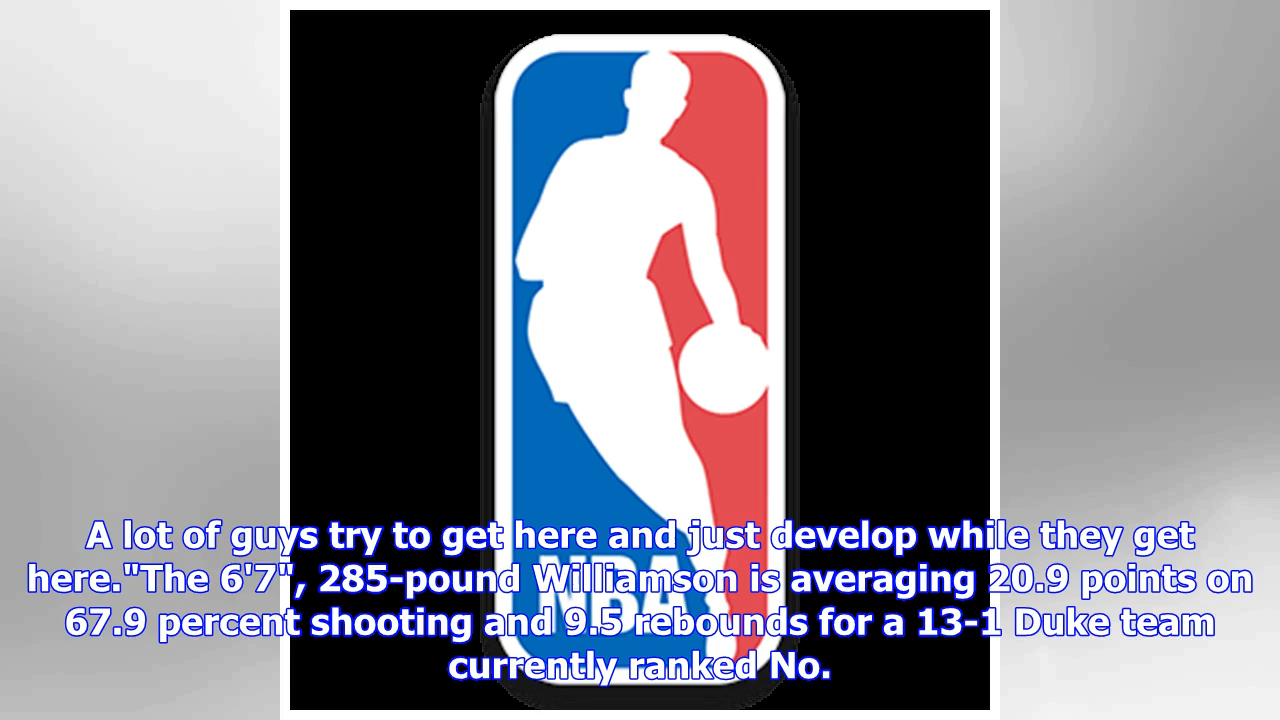 A lot of guys try to get here and just develop while they get
here."The 6'7", 285-pound Williamson is averaging 20.9 points on
67.9 percent shooting and 9.5 rebounds for a 13-1 Duke team
currently ranked No.
NBA